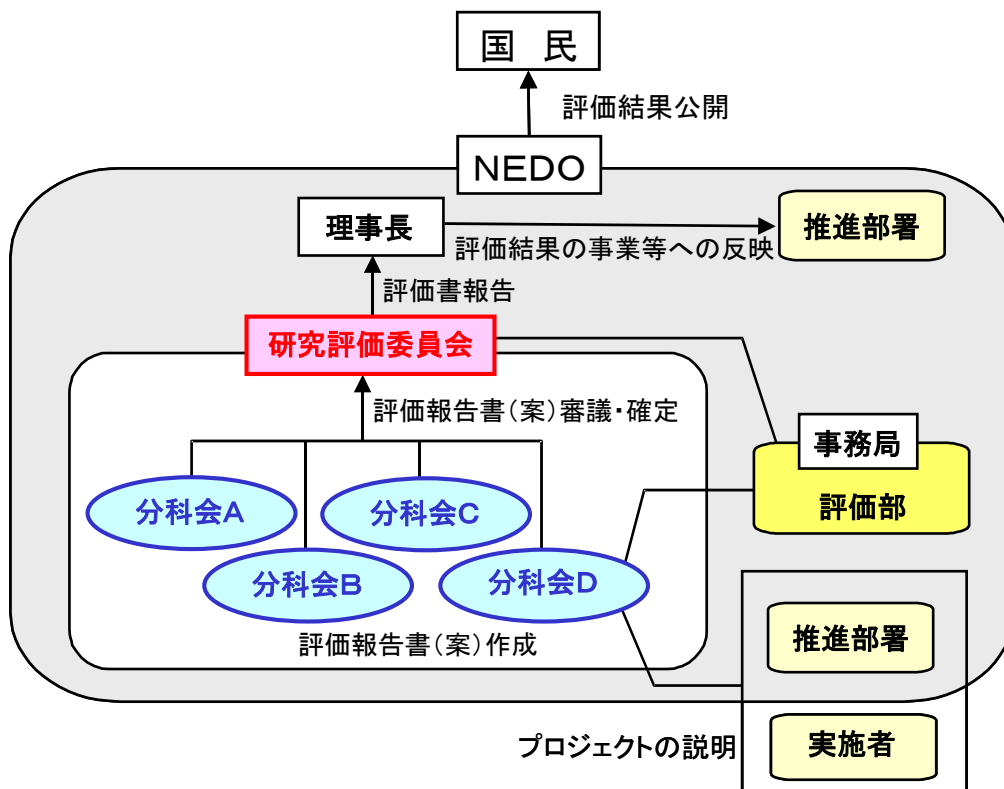 国　民
評価結果公開
NEDO
理事長
推進部署
評価結果の事業等への反映
評価書報告
研究評価委員会
評価報告書(案)審議・確定
事務局
評価部
分科会A
分科会C
分科会B
分科会D
評価報告書(案)作成
推進部署
プロジェクトの説明
実施者